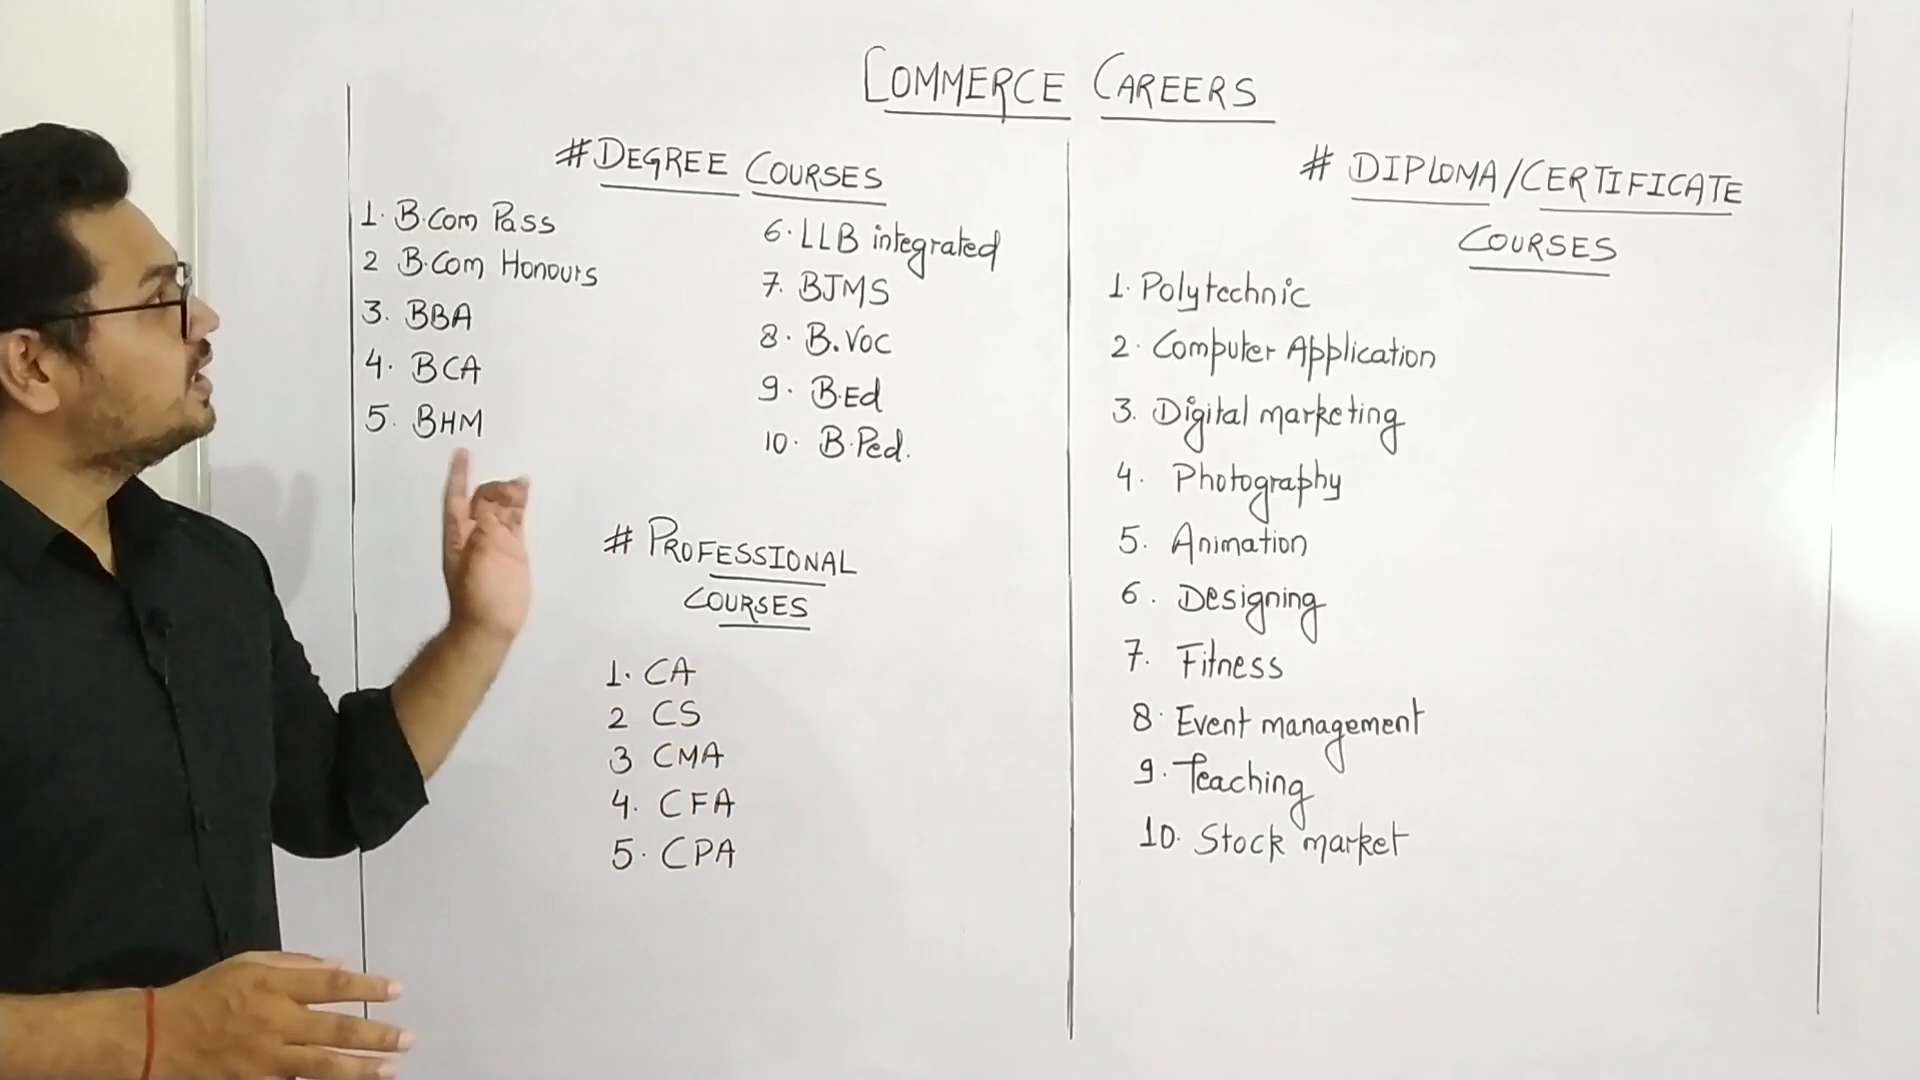 COMMERCE CAREERS
# DEGREE COURSES
1. B.Com Pass
2 B.Com Honours
3. BBA
4. BCA
5. BHM
6. LLB integrated
7. BJMS
8. B.Voc
9. B.Ed
10. B.Ped.
# PROFESSIONAL
COURSES
1. CA
2 CS
3 CMA
4. CFA
5. CPA
# DIPLOMA/CERTIFICATE
COURSES
1. Polytechnic
2. Computer Application
3. Digital marketing
4. Photography
5. Animation
6. Designing
7. Fitness
8. Event management
9. Teaching
10. Stock market